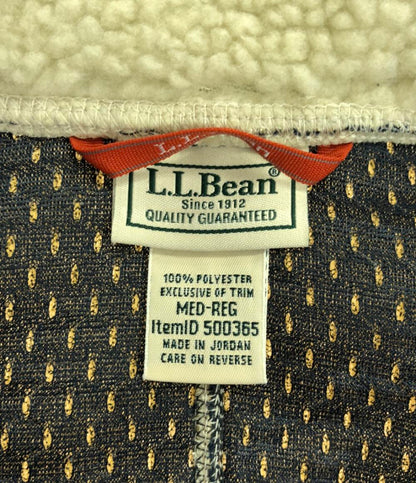 L.L.Bean®
Since 1912
QUALITY GUARANTEED
100% POLYESTER
EXCLUSIVE OF TRIM
MED-REG
ItemID 500365
MADE IN JORDAN
CARE ON REVERSE